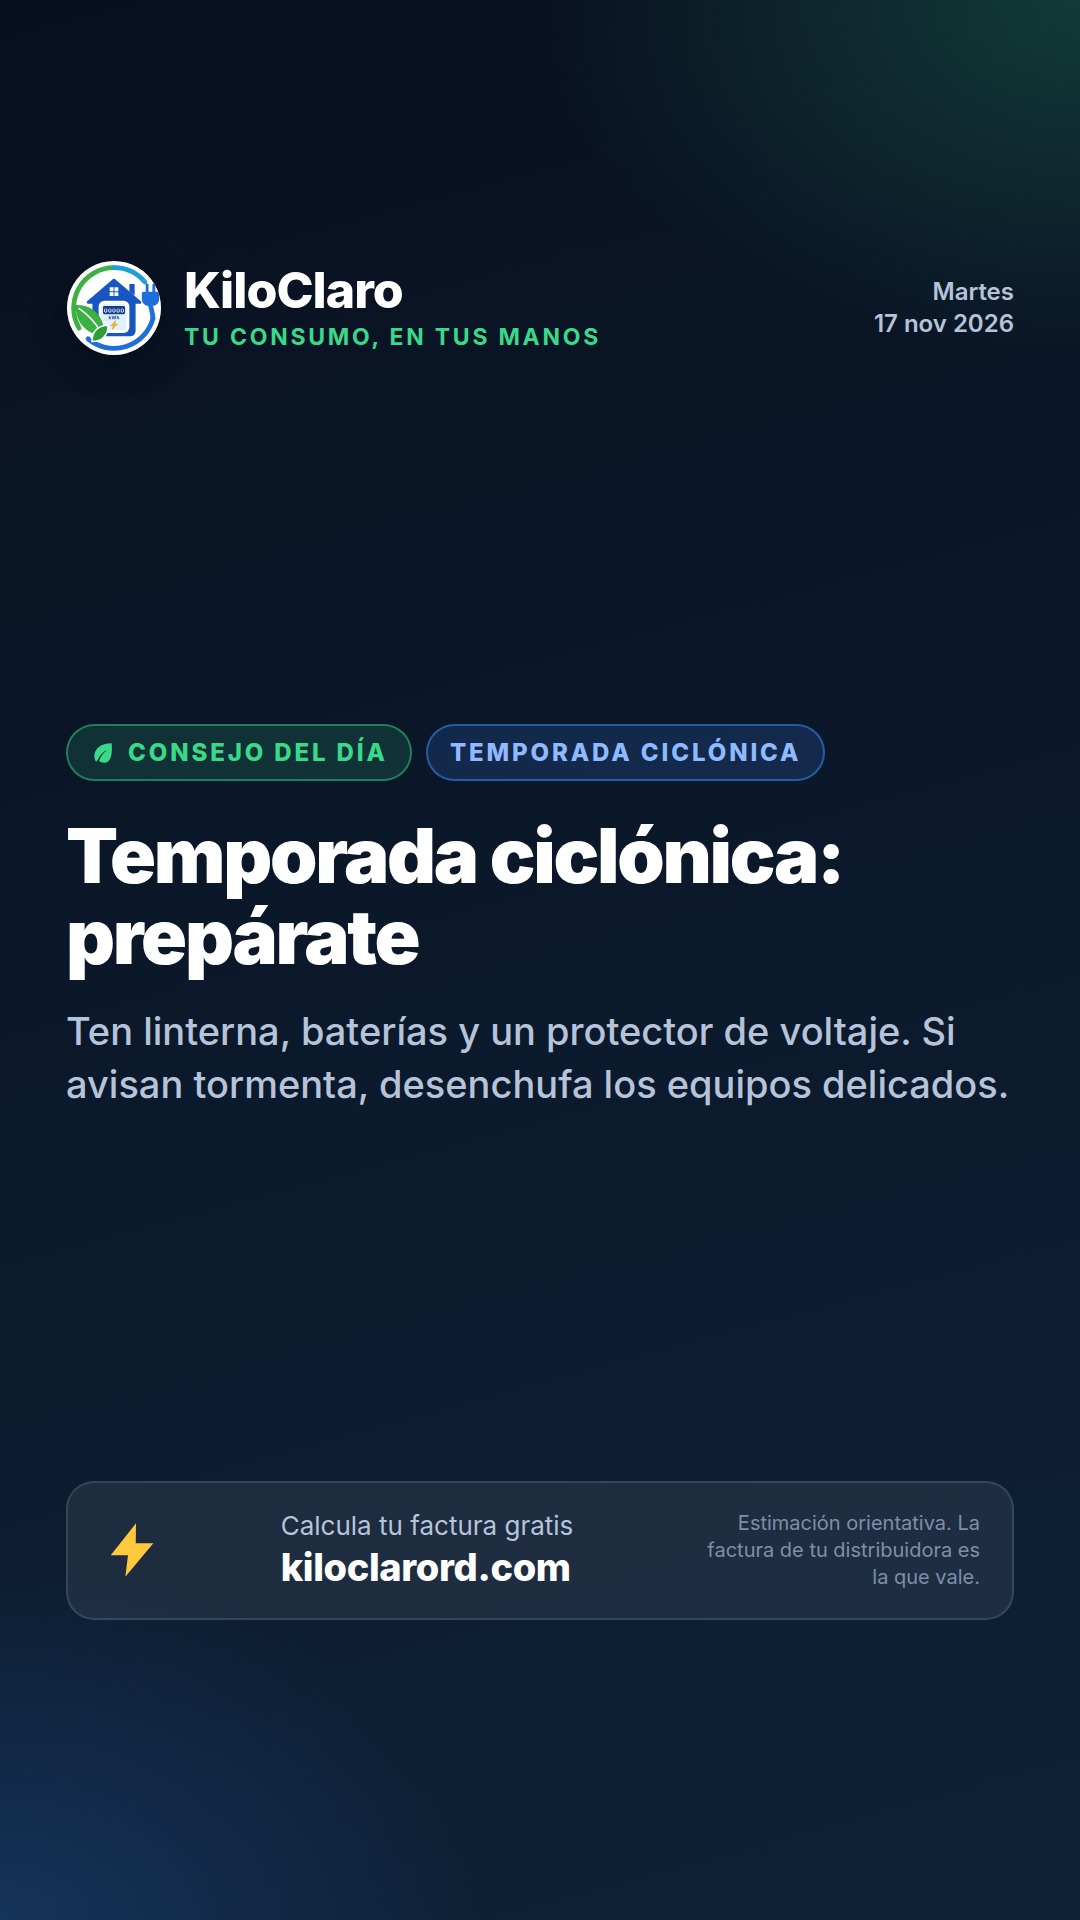 KiloClaro
TU CONSUMO, EN TUS MANOS
Martes
17 nov 2026
CONSEJO DEL DÍA
TEMPORADA CICLÓNICA
Temporada ciclónica:
prepárate
Ten linterna, baterías y un protector de voltaje. Si
avisan tormenta, desenchufa los equipos delicados.
Calcula tu factura gratis
kiloclarord.com
Estimación orientativa. La
factura de tu distribuidora es
la que vale.